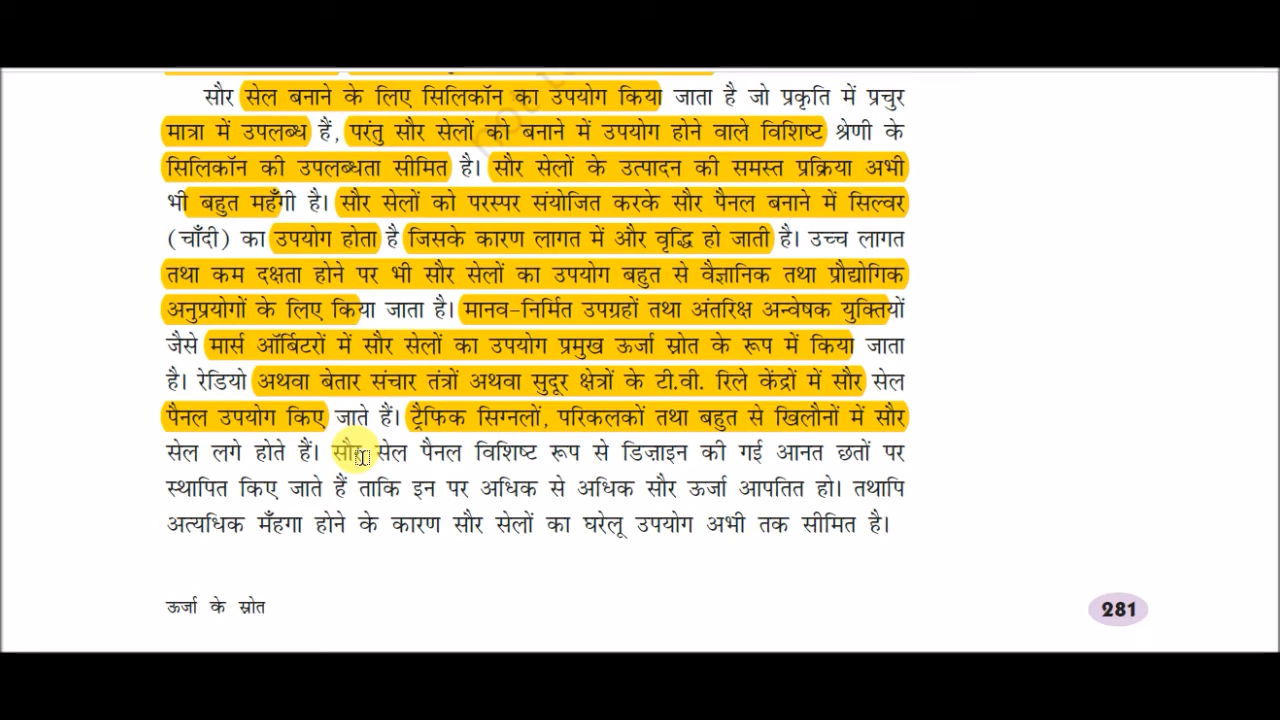 सौर सेल बनाने के लिए सिलिकॉन का उपयोग किया जाता है जो प्रकृति में प्रचुर
मात्रा में उपलब्ध हैं, परंतु सौर सेलों को बनाने में उपयोग होने वाले विशिष्ट श्रेणी के
सिलिकॉन की उपलब्धता सीमित है। सौर सेलों के उत्पादन की समस्त प्रक्रिया अभी
भी बहुत महँगी है। सौर सेलों को परस्पर संयोजित करके सौर पैनल बनाने में सिल्वर
(चाँदी) का उपयोग होता है जिसके कारण लागत में और वृद्धि हो जाती है। उच्च लागत
तथा कम दक्षता होने पर भी सौर सेलों का उपयोग बहुत से वैज्ञानिक तथा प्रौद्योगिक
अनुप्रयोगों के लिए किया जाता है। मानव-निर्मित उपग्रहों तथा अंतरिक्ष अन्वेषक युक्तियों
जैसे मार्स ऑर्बिटरों में सौर सेलों का उपयोग प्रमुख ऊर्जा स्रोत के रूप में किया जाता
है। रेडियो अथवा बेतार संचार तंत्रों अथवा सुदूर क्षेत्रों के टी.वी. रिले केंद्रों में सौर सेल
पैनल उपयोग किए जाते हैं। ट्रैफिक सिग्नलों, परिकलकों तथा बहुत से खिलौनों में सौर
सेल लगे होते हैं। सौर सेल पैनल विशिष्ट रूप से डिज़ाइन की गई आनत छतों पर
स्थापित किए जाते हैं ताकि इन पर अधिक से अधिक सौर ऊर्जा आपतित हो। तथापि
अत्यधिक मँहगा होने के कारण सौर सेलों का घरेलू उपयोग अभी तक सीमित है।
ऊर्जा के स्रोत
281